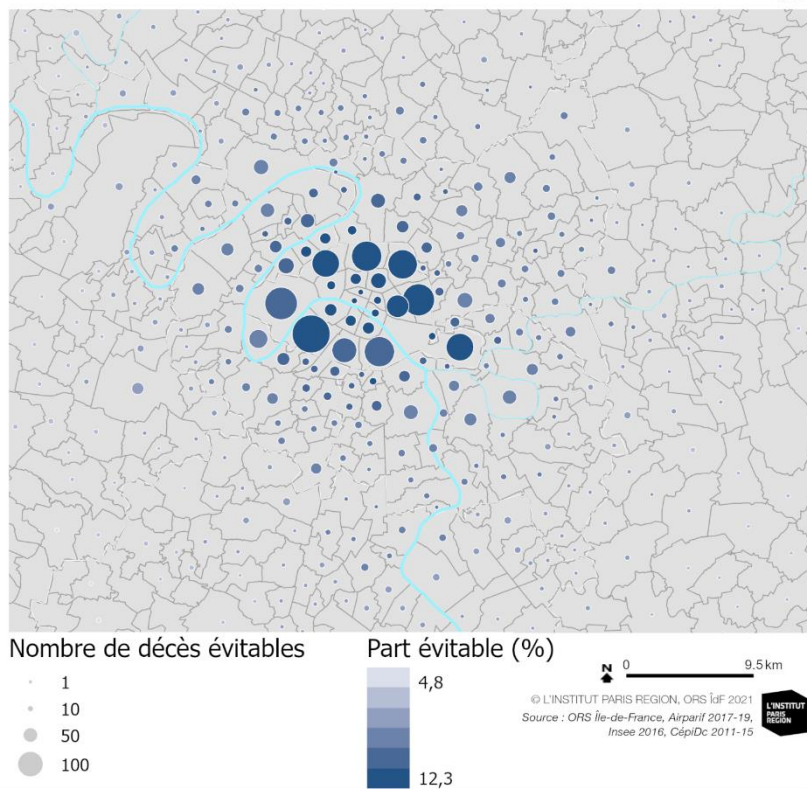 Nombre de décès évitables
1
10
50
100
Part évitable (%)
4,8
12,3
N
0 9.5 km
© L'INSTITUT PARIS REGION, ORS ÎdF 2021
Source : ORS Île-de-France, Airparif 2017-19,
Insee 2016, CépiDc 2011-15
L'INSTITUT
PARIS
REGION